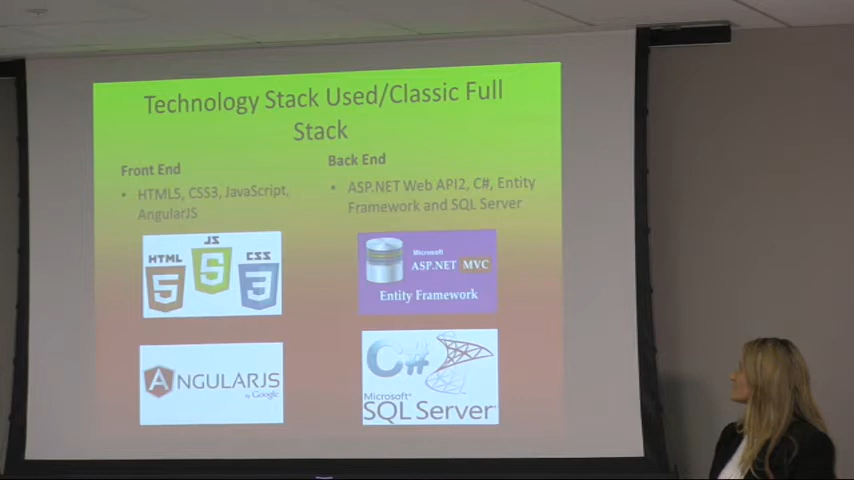 Technology Stack Used/Classic Full
Stack
Front End
• HTML5, CSS3, JavaScript,
AngularJS
Back End
• ASP.NET Web API2, C#, Entity
Framework and SQL Server
HTML
5
JS
5
CSS
3
Microsoft
ASP.NET MVC
Entity Framework
A
ANGULARJS
by Google
C#
Microsoft®
SQL Server®